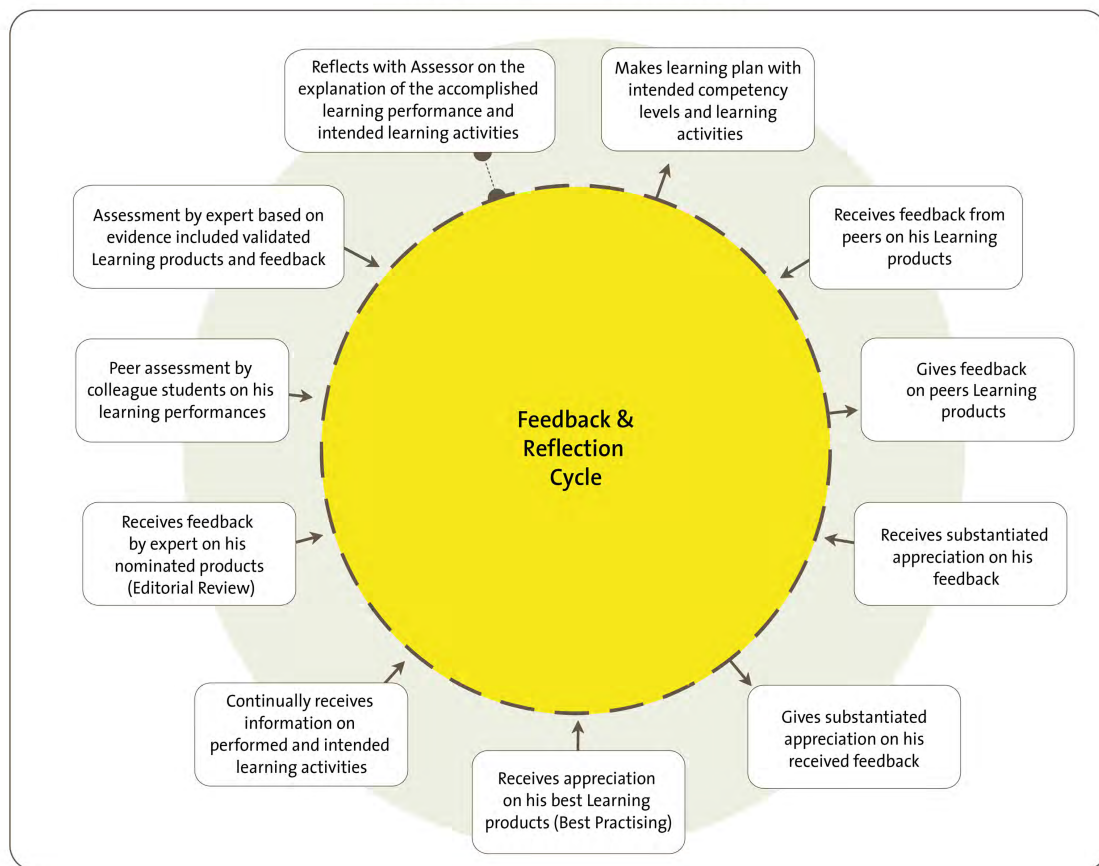 Reflects with Assessor on the
explanation of the accomplished
learning performance and
intended learning activities
Makes learning plan with
intended competency
levels and learning
activities
Receives feedback from
peers on his Learning
products
Gives feedback
on peers Learning
products
Receives substantiated
appreciation on his
feedback
Gives substantiated
appreciation on his
received feedback
Receives appreciation
on his best Learning
products (Best Practising)
Continually receives
information on
performed and intended
learning activities
Receives feedback
by expert on his
nominated products
(Editorial Review)
Peer assessment by
colleague students on his
learning performances
Assessment by expert based on
evidence included validated
Learning products and feedback
Feedback &
Reflection
Cycle